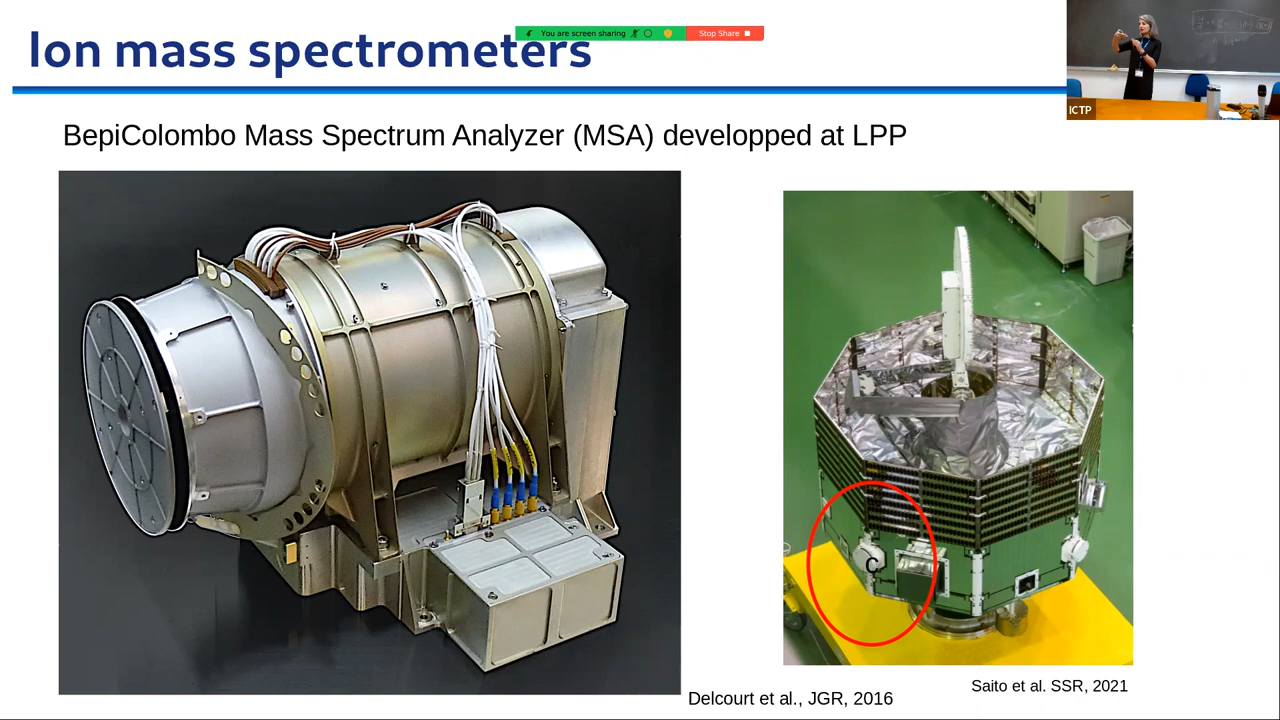 Ion mass spectrometers
You are screen sharing
Stop Share
ICTP
BepiColombo Mass Spectrum Analyzer (MSA) developped at LPP
C
Saito et al. SSR, 2021
Delcourt et al., JGR, 2016